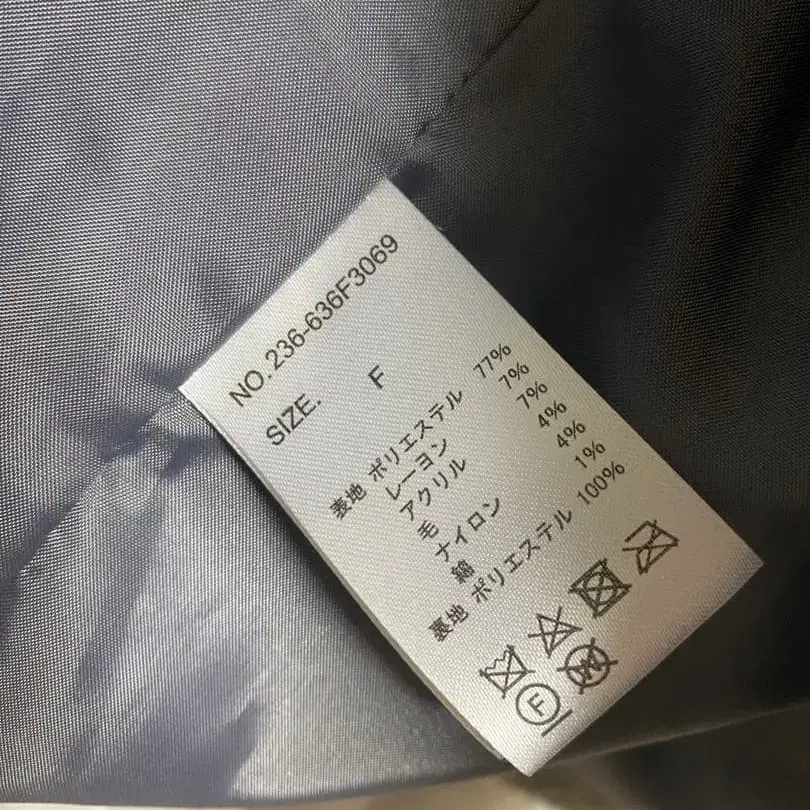 NO. 236-636F3069
SIZE. F
表地 ポリエステル 77%
レーヨン 7%
アクリル 7%
毛 4%
ナイロン 4%
綿 1%
裏地 ポリエステル 100%
F W